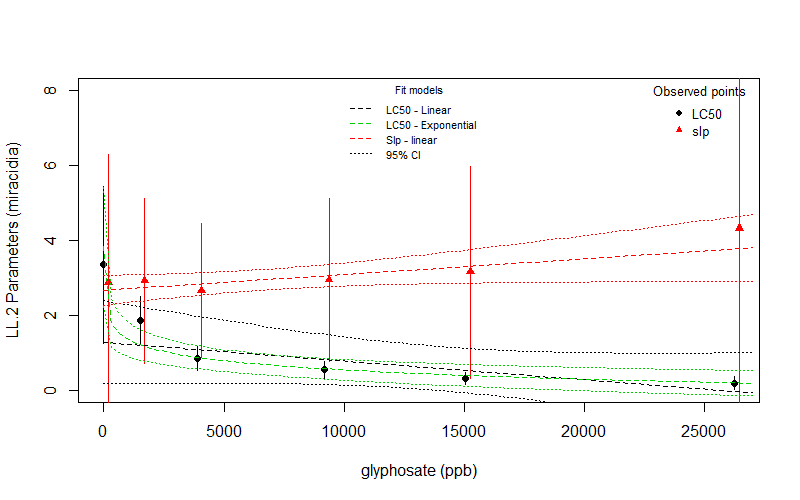 Fit models
LC50 - Linear
LC50 - Exponential
Slp - linear
95% CI
Observed points
LC50
slp
LL.2 Parameters (miracidia)
8
6
4
2
0
0 5000 10000 15000 20000 25000
glyphosate (ppb)